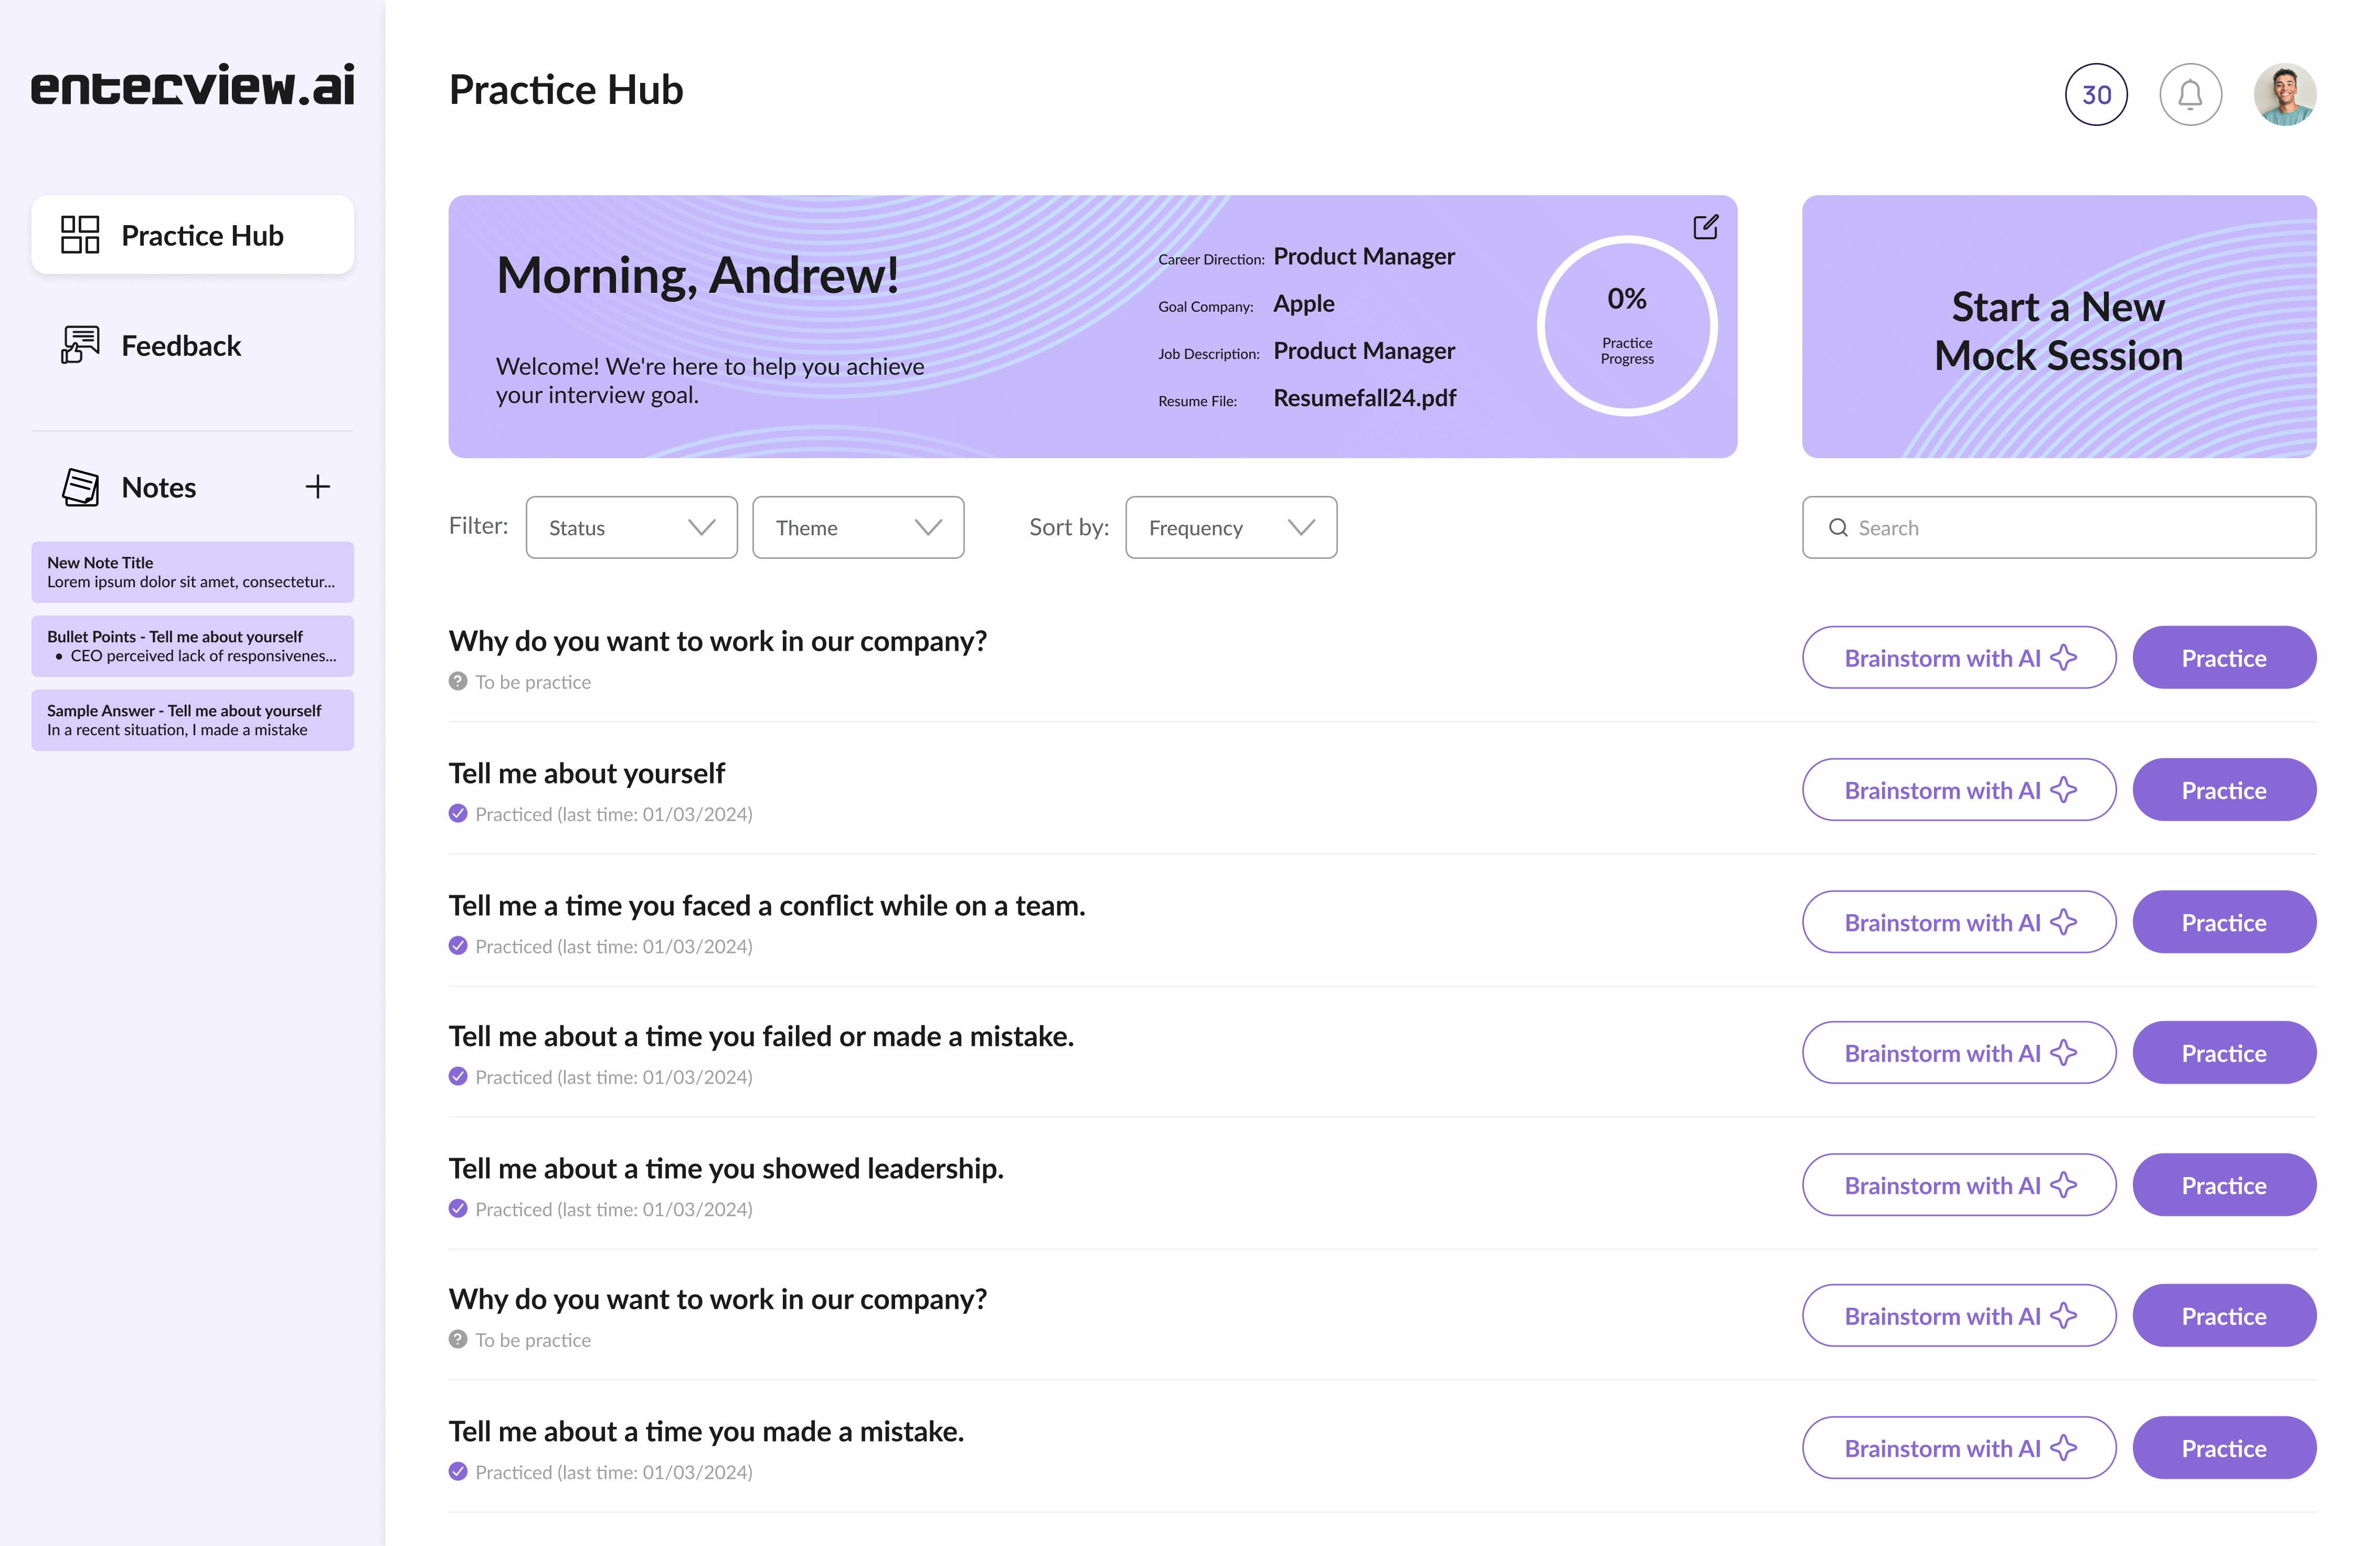 enterview.ai
Practice Hub
Feedback
Notes
New Note Title
Lorem ipsum dolor sit amet, consectetur...
Bullet Points - Tell me about yourself
• CEO perceived lack of responsivenes...
Sample Answer - Tell me about yourself
In a recent situation, I made a mistake
Practice Hub
30
Morning, Andrew!
Welcome! We're here to help you achieve
your interview goal.
Career Direction: Product Manager
Goal Company: Apple
Job Description: Product Manager
Resume File: Resumefall24.pdf
0%
Practice
Progress
Start a New
Mock Session
Filter: Status Theme Sort by: Frequency
Search
Why do you want to work in our company?
To be practice
Brainstorm with AI Practice
Tell me about yourself
Practiced (last time: 01/03/2024)
Brainstorm with AI Practice
Tell me a time you faced a conflict while on a team.
Practiced (last time: 01/03/2024)
Brainstorm with AI Practice
Tell me about a time you failed or made a mistake.
Practiced (last time: 01/03/2024)
Brainstorm with AI Practice
Tell me about a time you showed leadership.
Practiced (last time: 01/03/2024)
Brainstorm with AI Practice
Why do you want to work in our company?
To be practice
Brainstorm with AI Practice
Tell me about a time you made a mistake.
Practiced (last time: 01/03/2024)
Brainstorm with AI Practice